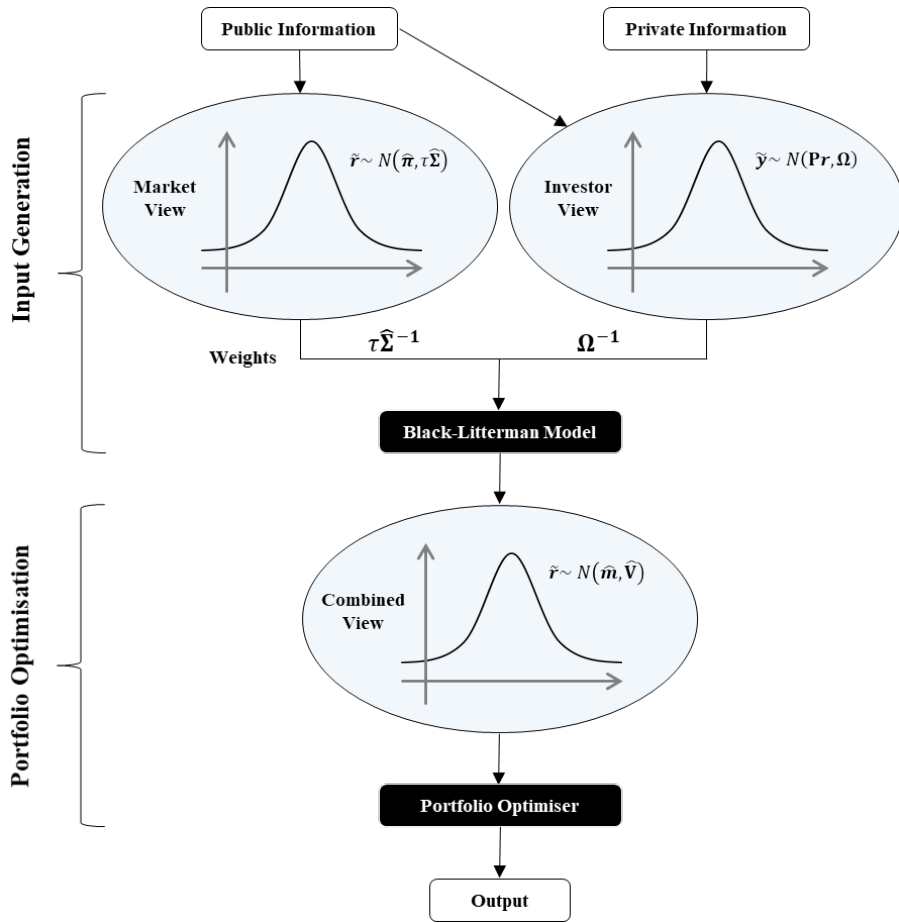 Public Information
Private Information
Input Generation
Market
View
r̃ ~ N(π̂, τΣ̂)
Investor
View
ỹ ~ N(Pr, Ω)
Weights
τΣ̂⁻¹
Ω⁻¹
Black-Litterman Model
Portfolio Optimisation
Combined
View
r̃ ~ N(m̂, V̂)
Portfolio Optimiser
Output